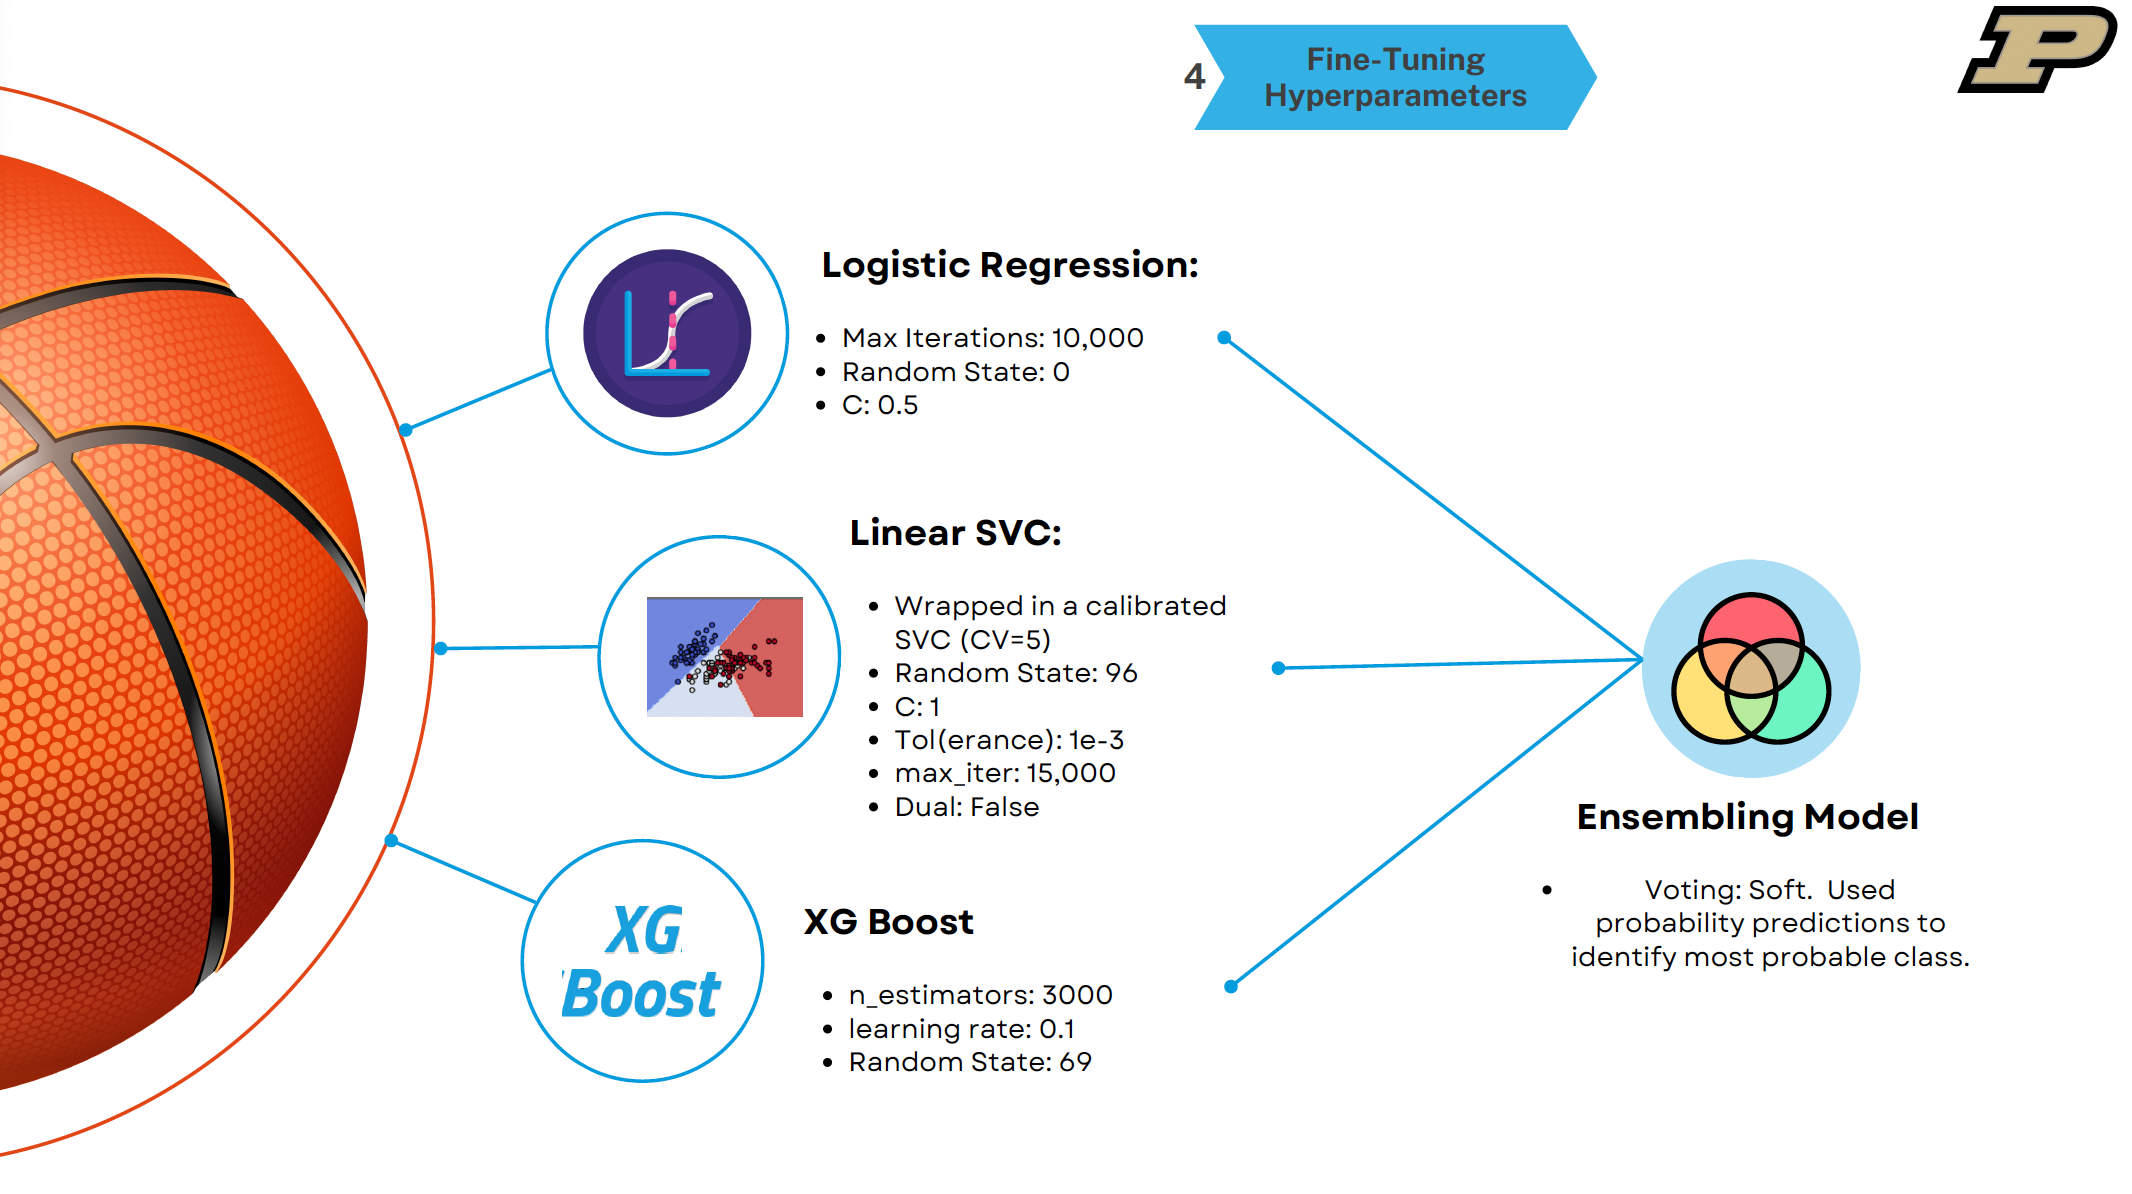 4
Fine-Tuning
Hyperparameters
P
Logistic Regression:
• Max Iterations: 10,000
• Random State: 0
• C: 0.5
Linear SVC:
• Wrapped in a calibrated
SVC (CV=5)
• Random State: 96
• C: 1
• Tol(erance): 1e-3
• max_iter: 15,000
• Dual: False
XG
Boost
XG Boost
• n_estimators: 3000
• learning rate: 0.1
• Random State: 69
Ensembling Model
• Voting: Soft. Used
probability predictions to
identify most probable class.